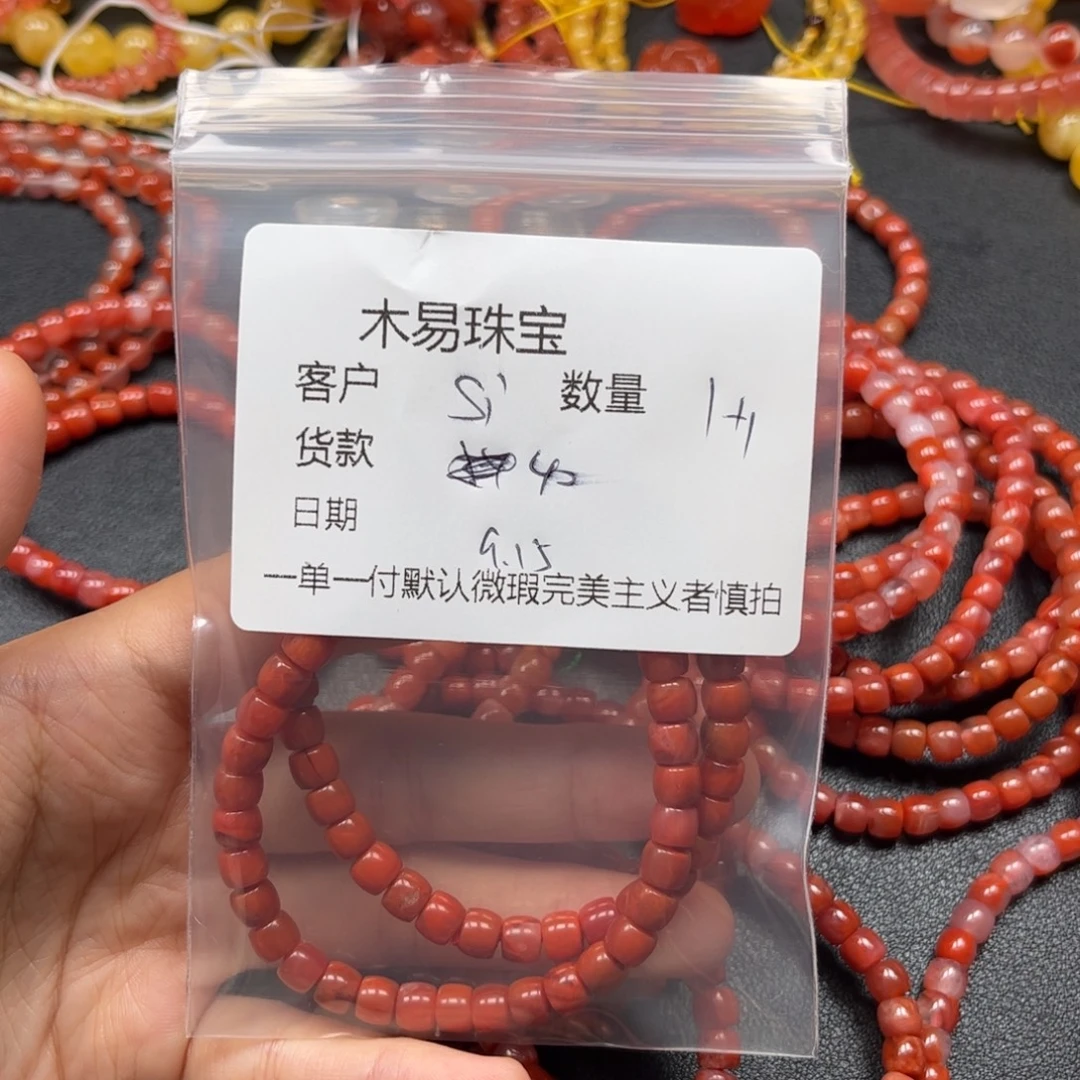 木易珠宝
客户 Si 数量 1+1
货款
日期 9.15
一单一付默认微瑕完美主义者慎拍